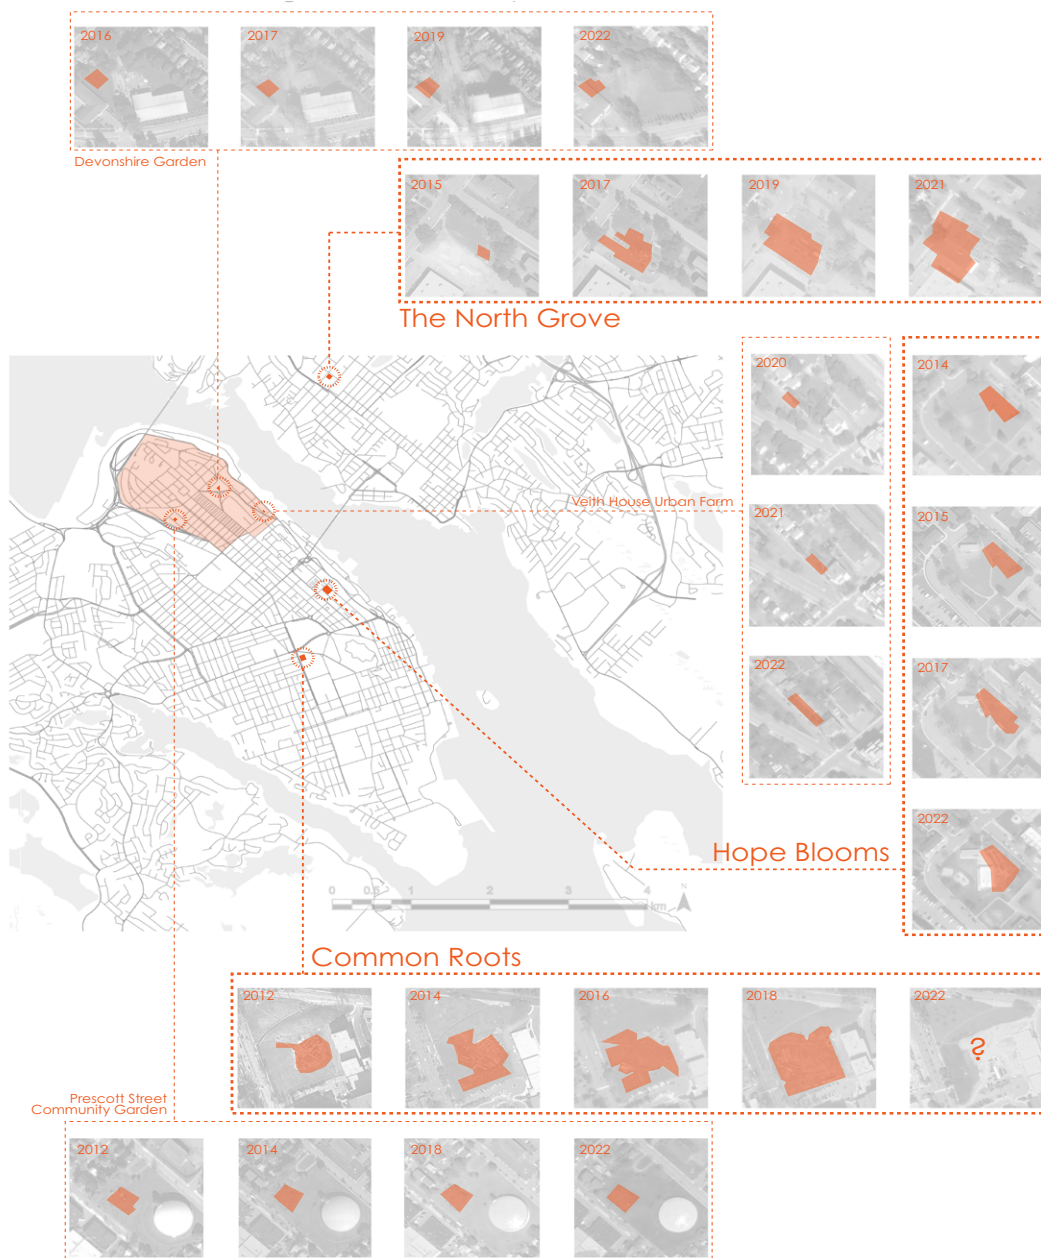 2016
2017
2019
2022
Devonshire Garden
2015
2017
2019
2021
The North Grove
2020
2014
Veith House Urban Farm
2021
2015
2022
2017
2022
Hope Blooms
0 0.5 1 2 3 4
km
N
Common Roots
2012
2014
2016
2018
2022
?
Prescott Street
Community Garden
2012
2014
2018
2022